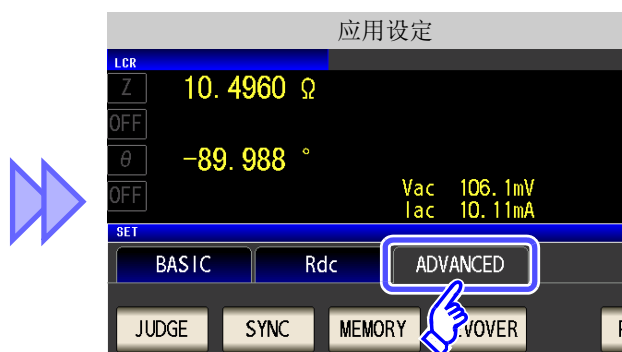 应用设定
LCR
Z 10.4960 Ω
OFF
θ -89.988 °
OFF
Vac 106.1mV
Iac 10.11mA
SET
BASIC Rdc ADVANCED
JUDGE SYNC MEMORY